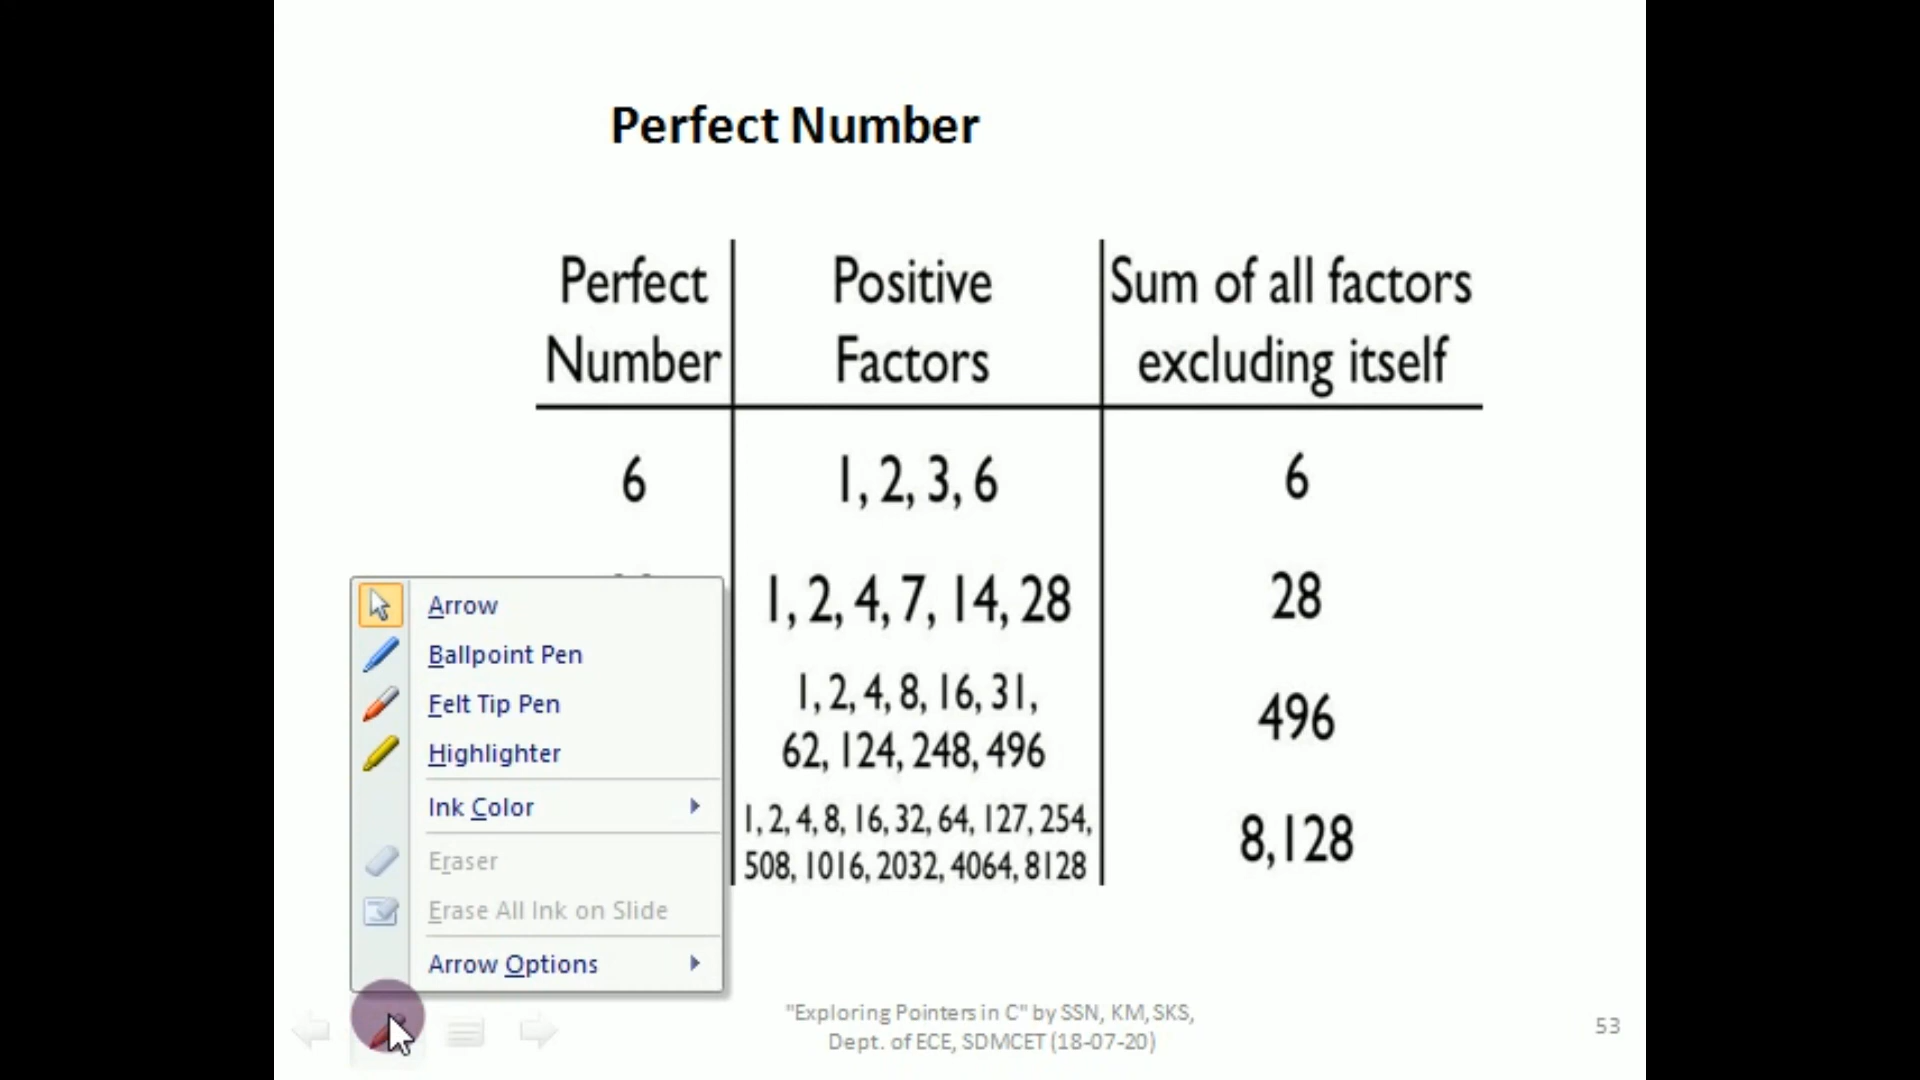 Perfect Number
Perfect Number
Positive Factors
Sum of all factors excluding itself
6
1, 2, 3, 6
6
1, 2, 4, 7, 14, 28
28
1, 2, 4, 8, 16, 31,
62, 124, 248, 496
496
1, 2, 4, 8, 16, 32, 64, 127, 254,
508, 1016, 2032, 4064, 8128
8,128
Arrow
Ballpoint Pen
Felt Tip Pen
Highlighter
Ink Color
Eraser
Erase All Ink on Slide
Arrow Options
"Exploring Pointers in C" by SSN, KM, SKS,
Dept. of ECE, SDMCET (18-07-20)
53